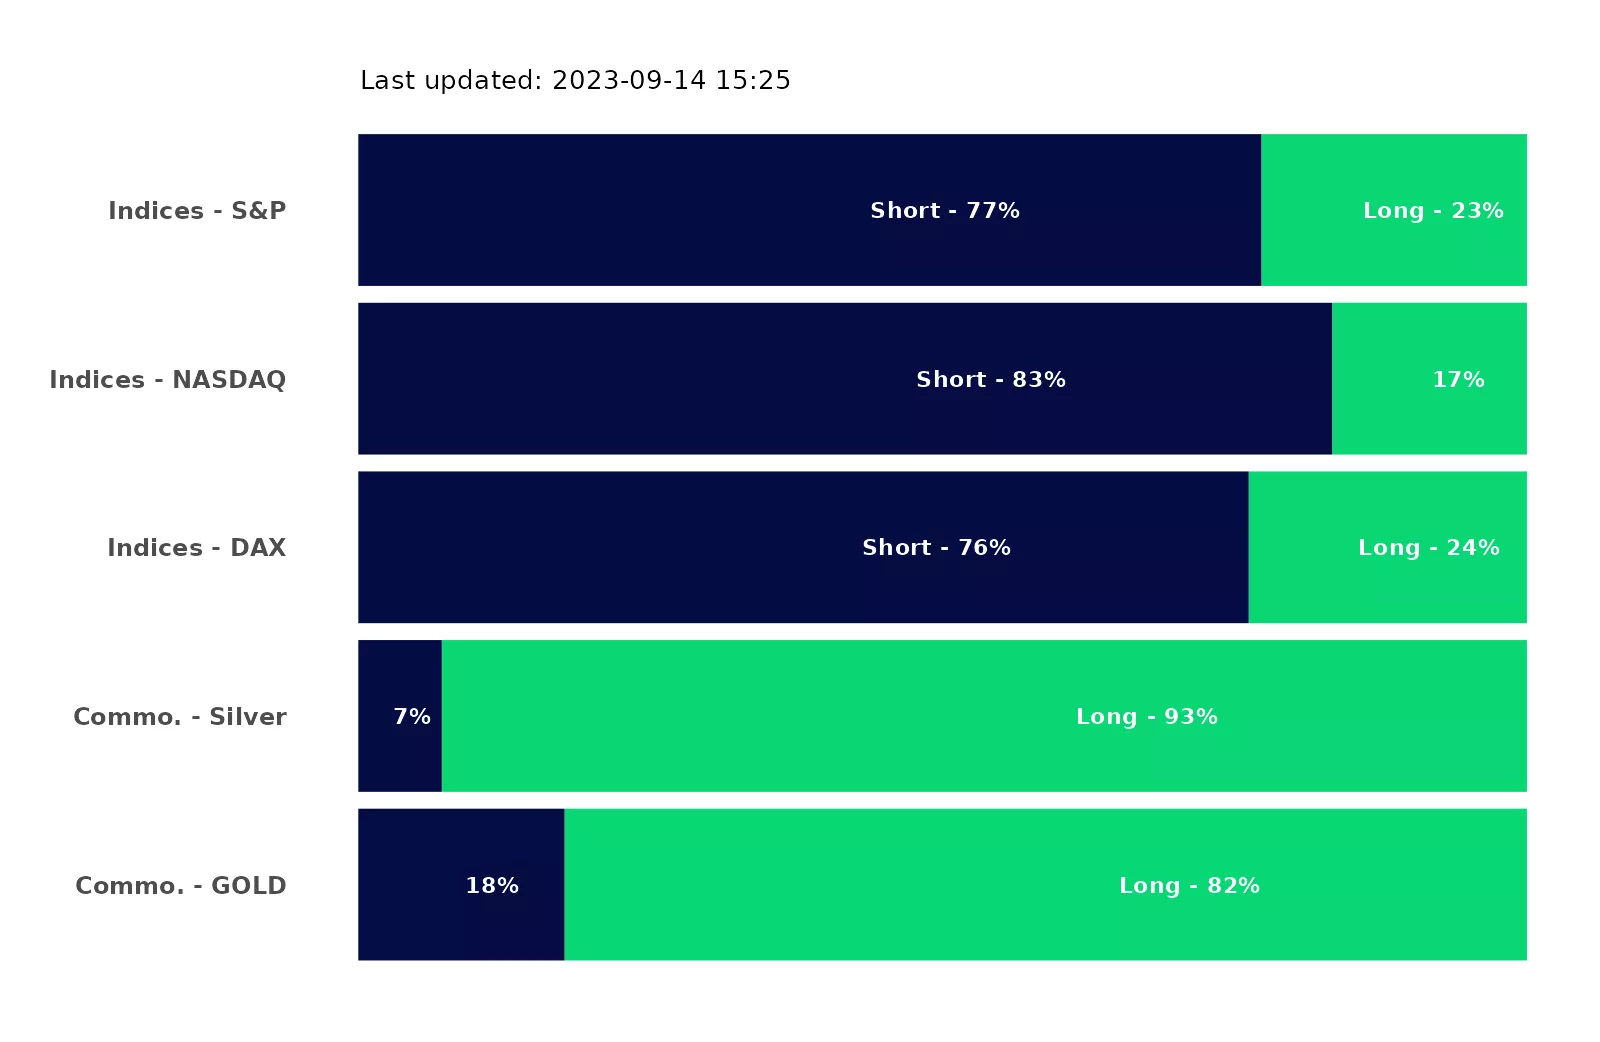 Last updated: 2023-09-14 15:25
Indices - S&P Short - 77% Long - 23%
Indices - NASDAQ Short - 83% 17%
Indices - DAX Short - 76% Long - 24%
Commo. - Silver 7% Long - 93%
Commo. - GOLD 18% Long - 82%